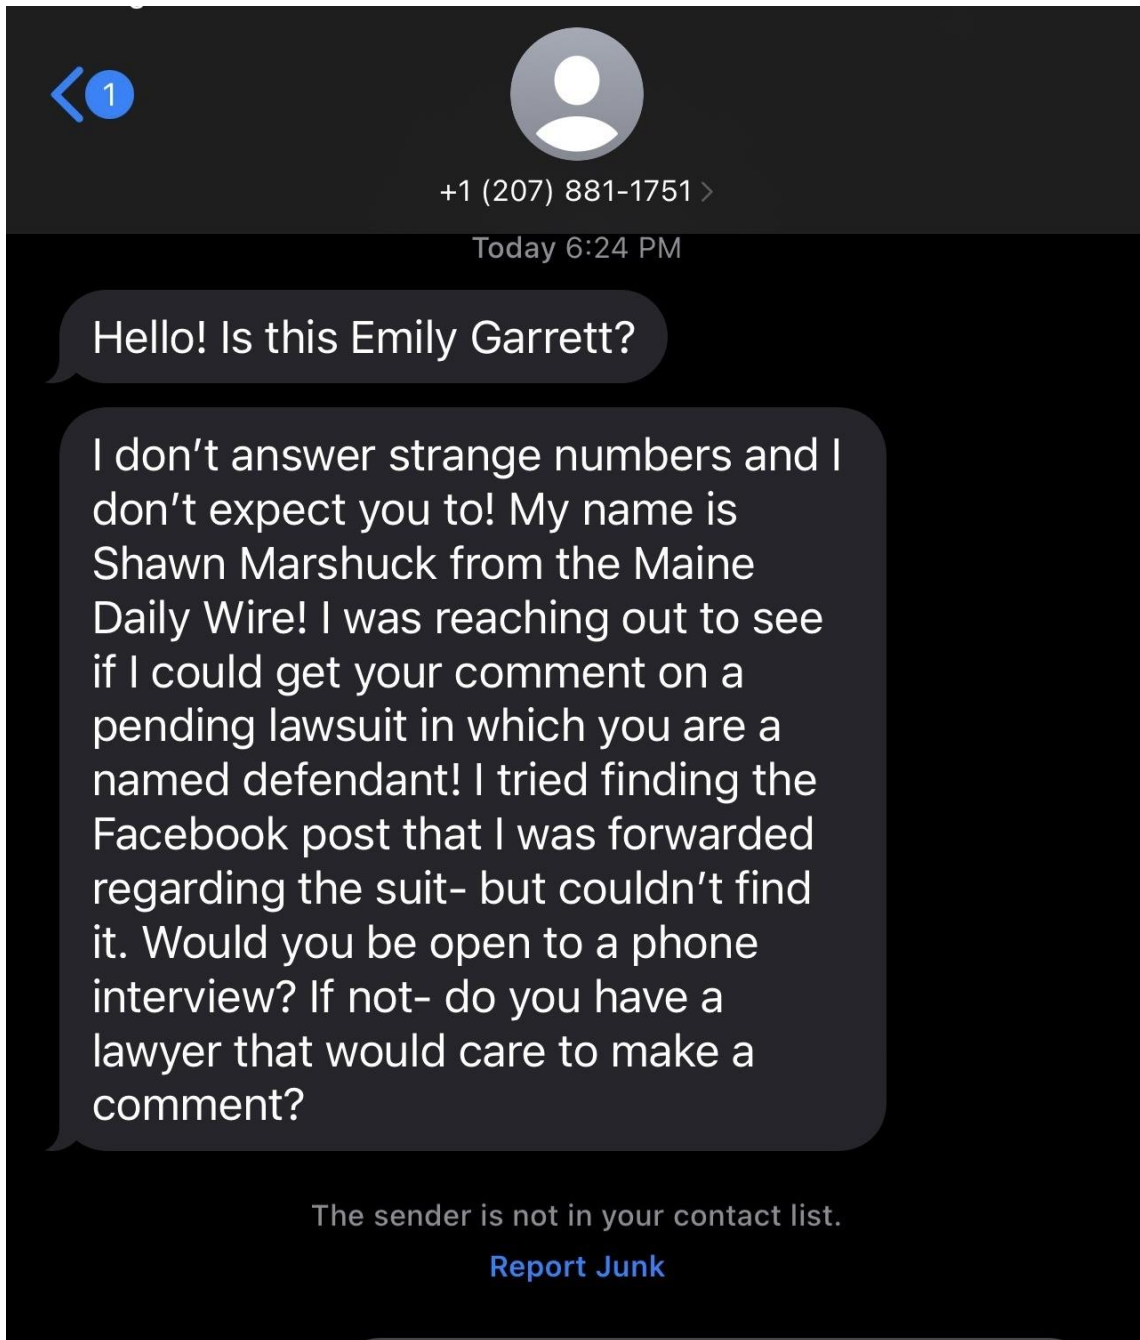 1
+1 (207) 881-1751
Today 6:24 PM
Hello! Is this Emily Garrett?
I don't answer strange numbers and I
don't expect you to! My name is
Shawn Marshuck from the Maine
Daily Wire! I was reaching out to see
if I could get your comment on a
pending lawsuit in which you are a
named defendant! I tried finding the
Facebook post that I was forwarded
regarding the suit- but couldn't find
it. Would you be open to a phone
interview? If not- do you have a
lawyer that would care to make a
comment?
The sender is not in your contact list.
Report Junk